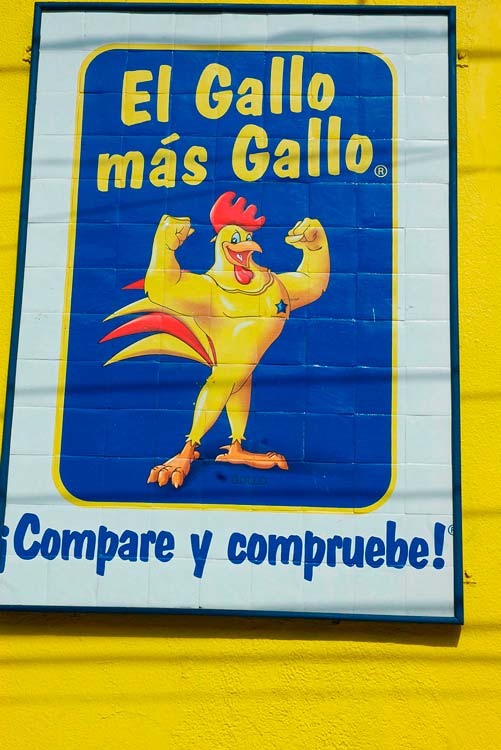 El Gallo
más Gallo®
¡Compare y compruebe!®